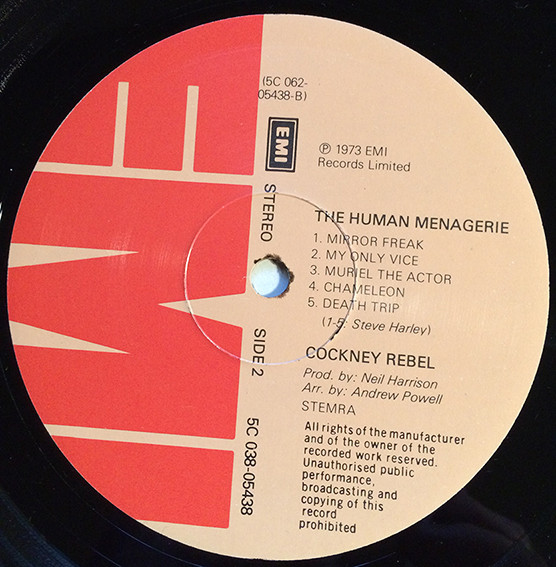 (5C 062-
05438-B)
EMI
℗ 1973 EMI
Records Limited
STEREO
THE HUMAN MENAGERIE
1. MIRROR FREAK
2. MY ONLY VICE
3. MURIEL THE ACTOR
4. CHAMELEON
5. DEATH TRIP
(1-5: Steve Harley)
SIDE 2
COCKNEY REBEL
Prod. by: Neil Harrison
Arr. by: Andrew Powell
STEMRA
5C 038-05438
All rights of the manufacturer
and of the owner of the
recorded work reserved.
Unauthorised public
performance,
broadcasting and
copying of this
record
prohibited
EMI